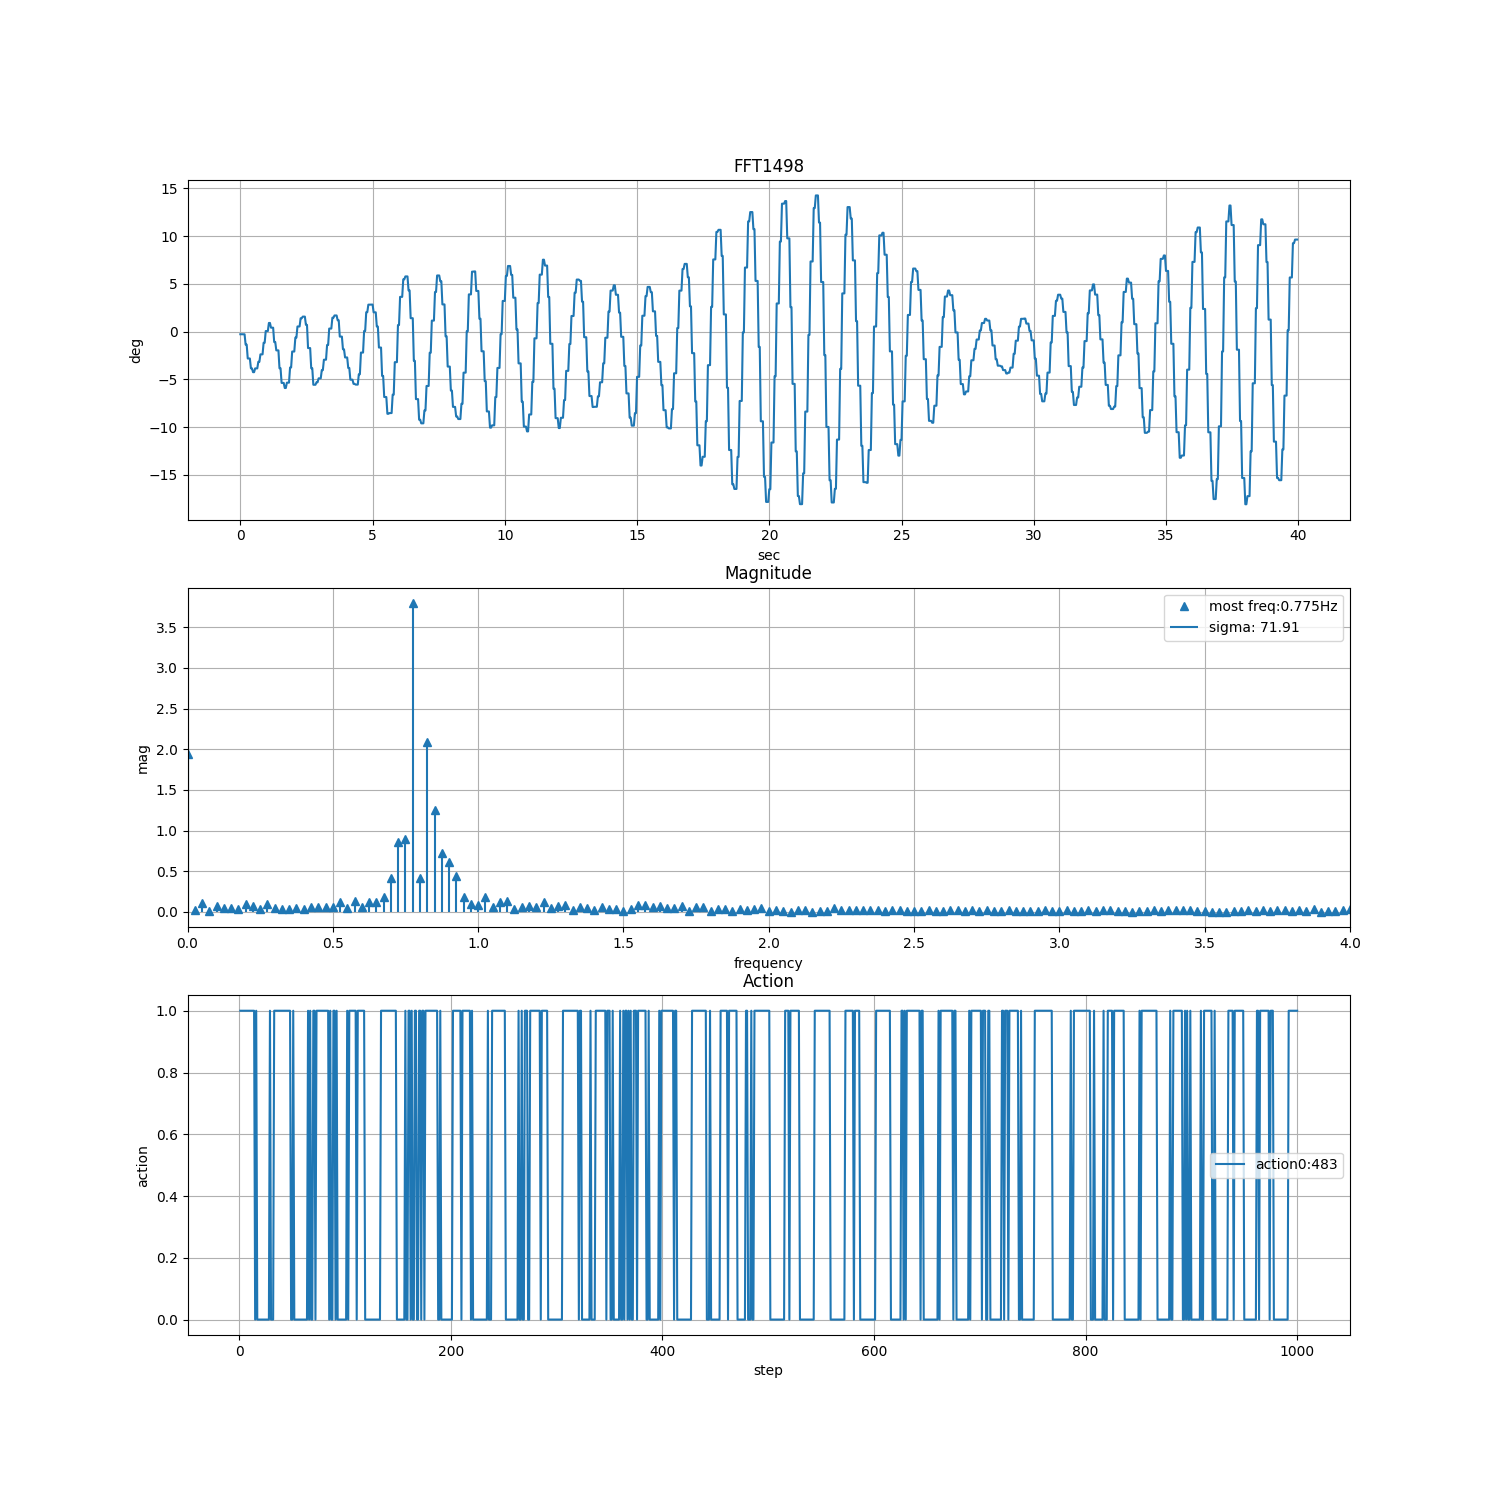 FFT1498
15
10
5
0
−5
−10
−15
deg
0 5 10 15 20 25 30 35 40
sec
Magnitude
most freq:0.775Hz
sigma: 71.91
3.5
3.0
2.5
2.0
1.5
1.0
0.5
0.0
mag
0.0 0.5 1.0 1.5 2.0 2.5 3.0 3.5 4.0
frequency
Action
1.0
0.8
0.6
0.4
0.2
0.0
action
action0:483
0 200 400 600 800 1000
step